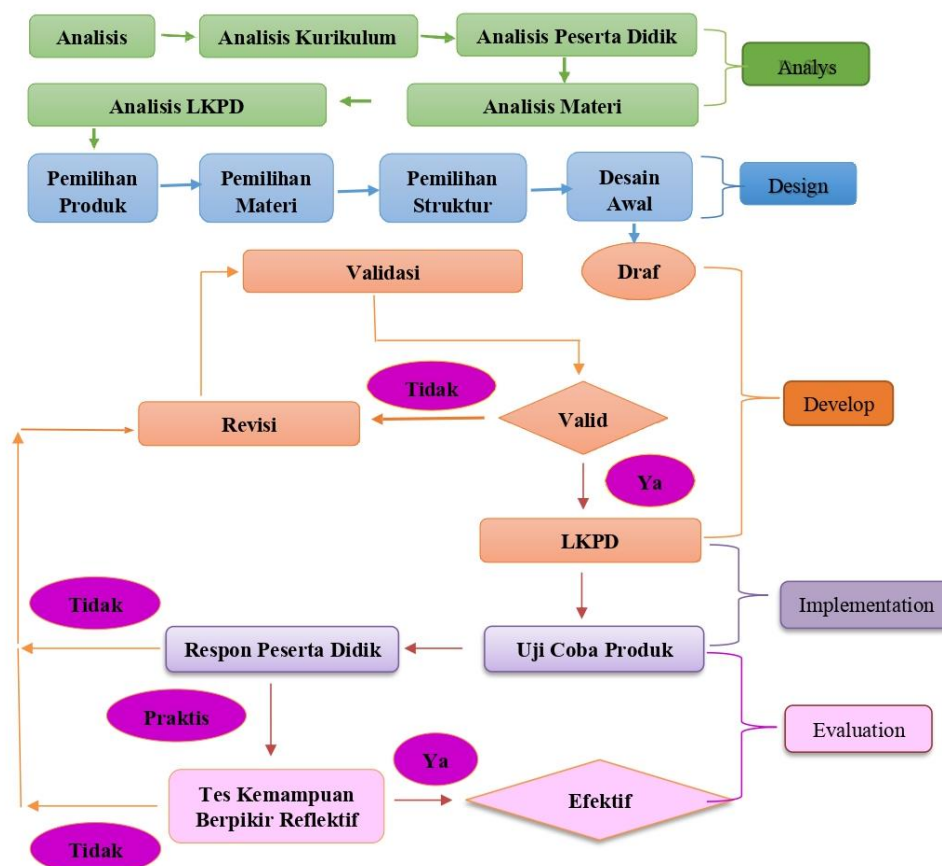 Analisis
Analisis Kurikulum
Analisis Peserta Didik
Analys
Analisis LKPD
Analisis Materi
Pemilihan
Produk
Pemilihan
Materi
Pemilihan
Struktur
Desain
Awal
Design
Validasi
Draf
Tidak
Revisi
Valid
Develop
Ya
LKPD
Tidak
Implementation
Respon Peserta Didik
Uji Coba Produk
Praktis
Evaluation
Ya
Tes Kemampuan
Berpikir Reflektif
Efektif
Tidak